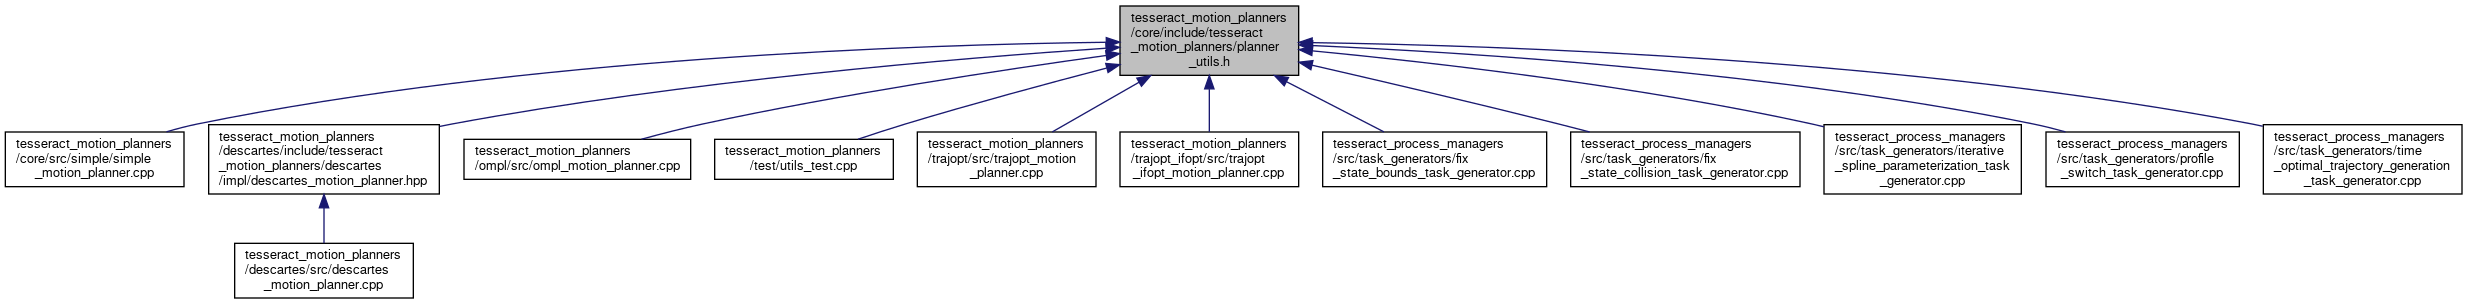 tesseract_motion_planners
/core/include/tesseract
_motion_planners/planner
_utils.h
tesseract_motion_planners
/core/src/simple/simple
_motion_planner.cpp
tesseract_motion_planners
/descartes/include/tesseract
_motion_planners/descartes
/impl/descartes_motion_planner.hpp
tesseract_motion_planners
/ompl/src/ompl_motion_planner.cpp
tesseract_motion_planners
/test/utils_test.cpp
tesseract_motion_planners
/trajopt/src/trajopt_motion
_planner.cpp
tesseract_motion_planners
/trajopt_ifopt/src/trajopt
_ifopt_motion_planner.cpp
tesseract_process_managers
/src/task_generators/fix
_state_bounds_task_generator.cpp
tesseract_process_managers
/src/task_generators/fix
_state_collision_task_generator.cpp
tesseract_process_managers
/src/task_generators/iterative
_spline_parameterization_task
_generator.cpp
tesseract_process_managers
/src/task_generators/profile
_switch_task_generator.cpp
tesseract_process_managers
/src/task_generators/time
_optimal_trajectory_generation
_task_generator.cpp
tesseract_motion_planners
/descartes/src/descartes
_motion_planner.cpp